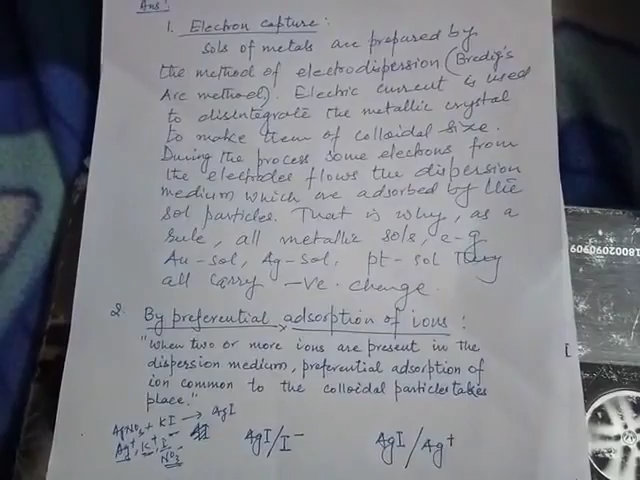 Ans:
1. Electron capture:
Sols of metals are prepared by
the method of electrodispersion (Bredig's
Arc method). Electric current is used
to disintegrate the metallic crystal
to make them of colloidal size.
During the process some electrons from
the electrodes flows the dispersion
medium which are adsorbed by the
sol particles. That is why, as a
rule, all metallic sols, e-g
Au-sol, Ag-sol, pt-sol They
all carry -ve charge.
2. By preferential adsorption of ions:
"When two or more ions are present in the
dispersion medium, preferential adsorption of
ion common to the colloidal particles takes
place."
AgNO3 + KI → AgI
Ag+, K+, I-
NO3-
AgI/I- AgI/Ag+
18002090909